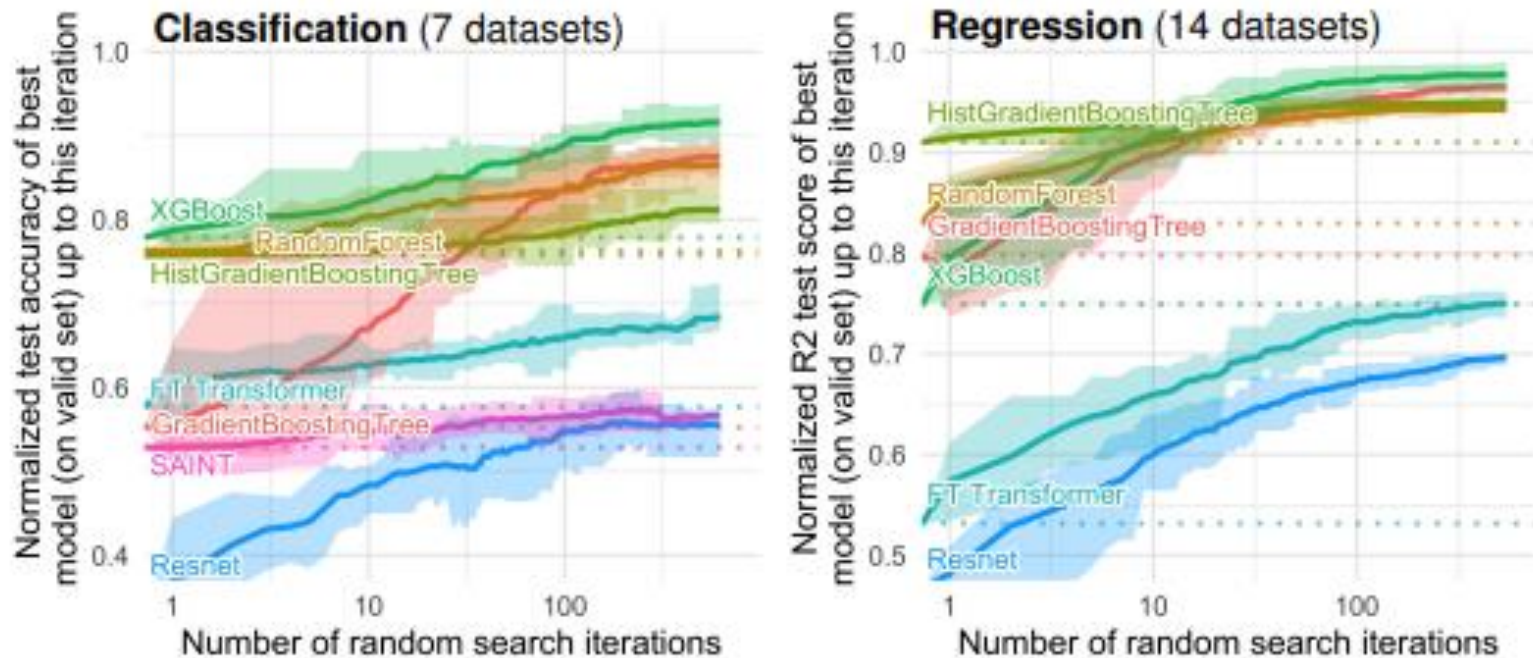 Classification (7 datasets)
Normalized test accuracy of best
model (on valid set) up to this iteration
1.0
0.8
0.6
0.4
XGBoost
RandomForest
HistGradientBoostingTree
FT Transformer
GradientBoostingTree
SAINT
Resnet
1
10
100
Number of random search iterations
Regression (14 datasets)
Normalized R2 test score of best
model (on valid set) up to this iteration
1.0
0.9
0.8
0.7
0.6
0.5
HistGradientBoostingTree
RandomForest
GradientBoostingTree
XGBoost
FT Transformer
Resnet
1
10
100
Number of random search iterations